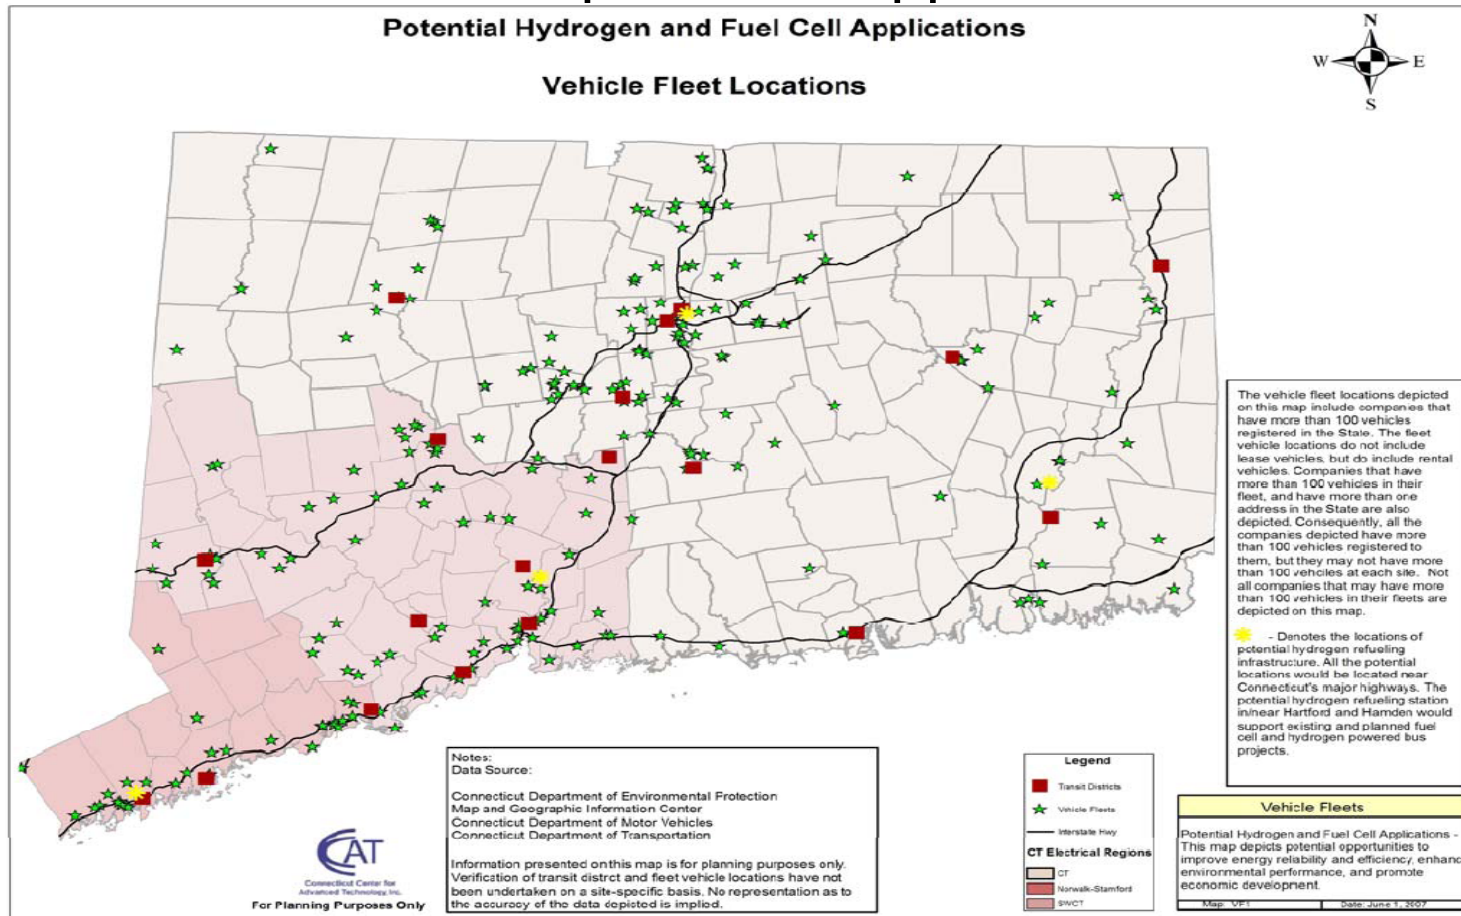 Potential Hydrogen and Fuel Cell Applications
Vehicle Fleet Locations
N
W
E
S
The vehicle fleet locations depicted
on this map include companies that
have more than 100 vehicles
registered in the State. The fleet
vehicle locations do not include
lease vehicles, but do include rental
vehicles. Companies that have
more than 100 vehicles in their
fleet, and have more than one
address in the State are also
depicted. Consequently, all the
companies depicted have more
than 100 vehicles registered to
them, but they may not have more
than 100 vehciles at each site. Not
all companies that may have more
than 100 vehicles in their fleets are
depicted on this map.
- Denotes the locations of
potential hydrogen refueling
infrastructure. All the potential
locations would be located near
Connecticut's major highways. The
potential hydrogen refueling station
in/near Hartford and Hamden would
support existing and planned fuel
cell and hydrogen powered bus
projects.
Notes:
Data Source:
Connecticut Department of Environmental Protection
Map and Geographic Information Center
Connecticut Department of Motor Vehicles
Connecticut Department of Transportation
Information presented on this map is for planning purposes only.
Verification of transit distrct and fleet vehicle locations have not
been undertaken on a site-specific basis. No representation as to
the accuracy of the data depicted is implied.
CCAT
Connecticut Center for
Advanced Technology, Inc.
For Planning Purposes Only
Legend
Transit Districts
Vehicle Fleets
Interstate Hwy
CT Electrical Regions
CT
Norwalk-Stamford
SWCT
Vehicle Fleets
Potential Hydrogen and Fuel Cell Applications -
This map depicts potential opportunities to
improve energy reliability and efficiency, enhanc
environmental performance, and promote
economic development.
Map: VF1
Date: June 1, 2007